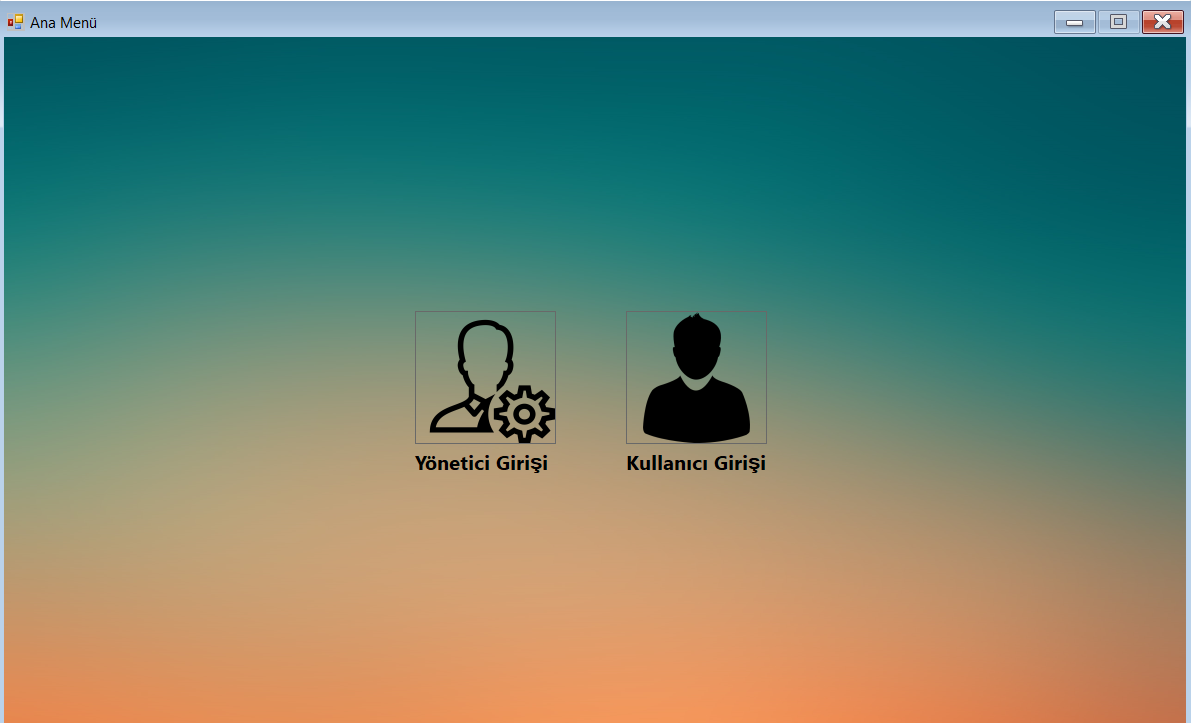 Ana Menü
Yönetici Girişi
Kullanıcı Girişi